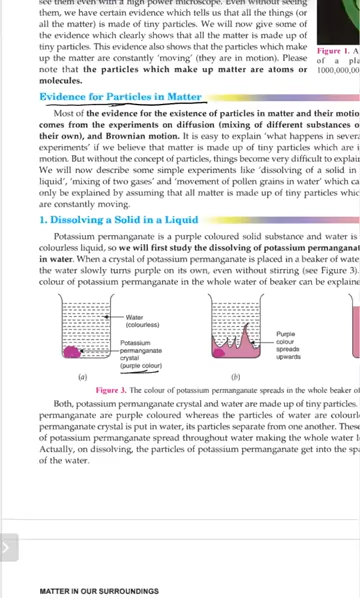 see them even with a high power microscope. Even without seeing
them, we have certain evidence which tells us that all the things (or
all the matter) is made of tiny particles. We will now give some of
the evidence which clearly shows that all the matter is made up of
tiny particles. This evidence also shows that the particles which make
up the matter are constantly 'moving' (they are in motion). Please
note that the particles which make up matter are atoms or
molecules.
Figure 1. A
of a pla
1000,000,00
Evidence for Particles in Matter
Most of the evidence for the existence of particles in matter and their motio
comes from the experiments on diffusion (mixing of different substances o
their own), and Brownian motion. It is easy to explain 'what happens in severa
experiments' if we believe that matter is made up of tiny particles which are i
motion. But without the concept of particles, things become very difficult to explain
We will now describe some simple experiments like 'dissolving of a solid in
liquid', 'mixing of two gases' and 'movement of pollen grains in water' which ca
only be explained by assuming that all matter is made up of tiny particles whic
are constantly moving.
1. Dissolving a Solid in a Liquid
Potassium permanganate is a purple coloured solid substance and water is
colourless liquid, so we will first study the dissolving of potassium permanganat
in water. When a crystal of potassium permanganate is placed in a beaker of wate
the water slowly turns purple on its own, even without stirring (see Figure 3).
colour of potassium permanganate in the whole water of beaker can be explaine
Water
(colourless)
Potassium
permanganate
crystal
(purple colour)
(a)
Purple
colour
spreads
upwards
(b)
Figure 3. The colour of potassium permanganate spreads in the whole beaker of
Both, potassium permanganate crystal and water are made up of tiny particles.
permanganate are purple coloured whereas the particles of water are colourl
permanganate crystal is put in water, its particles separate from one another. These
of potassium permanganate spread throughout water making the whole water l
Actually, on dissolving, the particles of potassium permanganate get into the spa
of the water.
MATTER IN OUR SURROUNDINGS